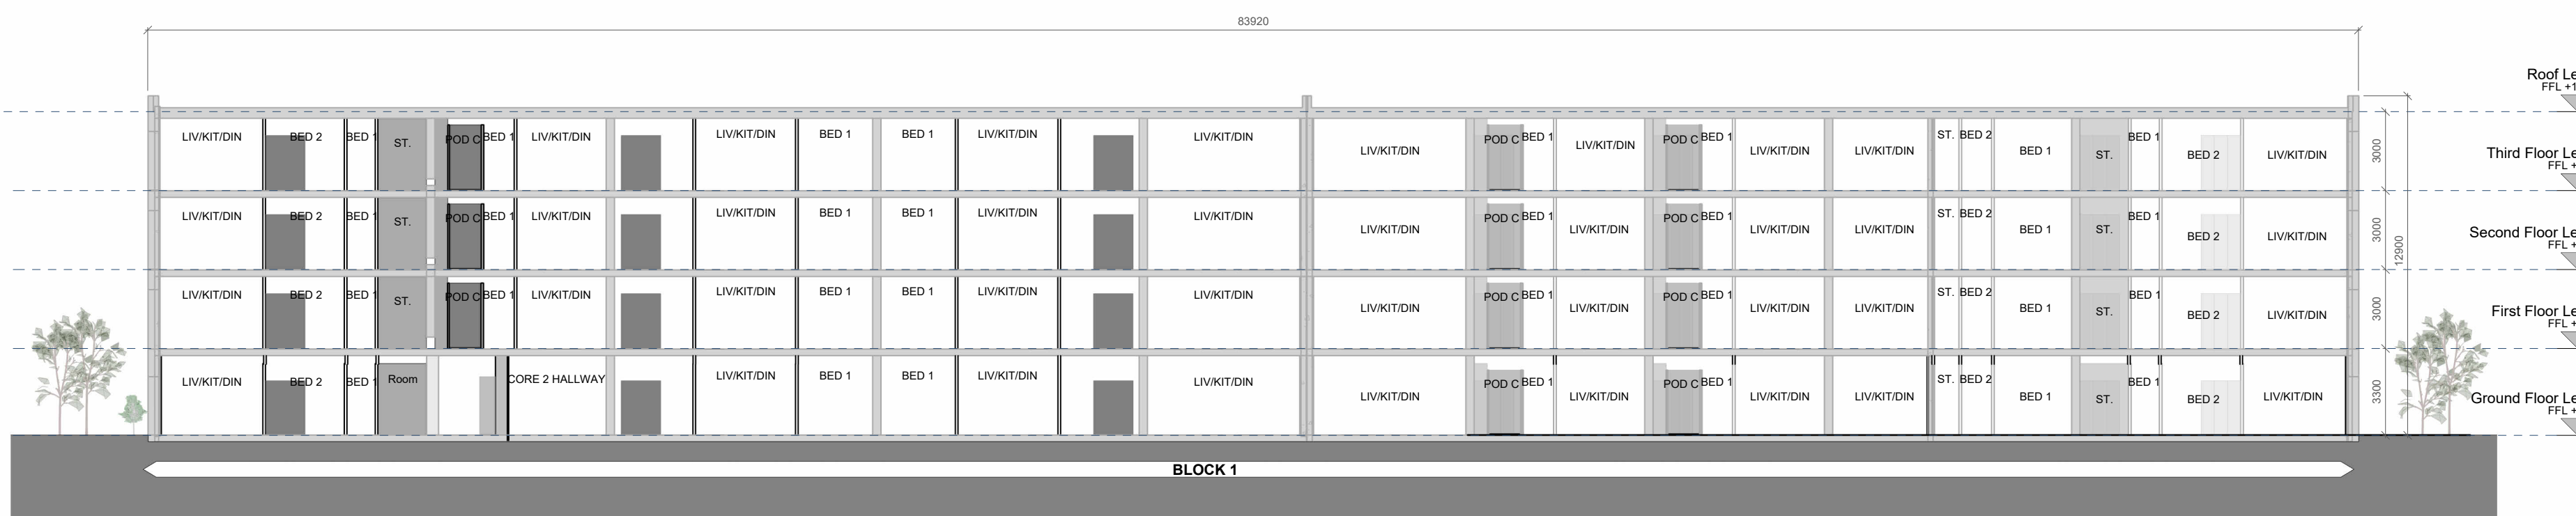 83920
Roof Le
FFL +1
LIV/KIT/DIN BED 2 BED 1 ST. POD C BED 1 LIV/KIT/DIN LIV/KIT/DIN BED 1 BED 1 LIV/KIT/DIN LIV/KIT/DIN LIV/KIT/DIN POD C BED 1 LIV/KIT/DIN POD C BED 1 LIV/KIT/DIN LIV/KIT/DIN ST. BED 2 BED 1 ST. BED 1 BED 2 LIV/KIT/DIN 3000
Third Floor Le
FFL +
LIV/KIT/DIN BED 2 BED 1 ST. POD C BED 1 LIV/KIT/DIN LIV/KIT/DIN BED 1 BED 1 LIV/KIT/DIN LIV/KIT/DIN LIV/KIT/DIN POD C BED 1 LIV/KIT/DIN POD C BED 1 LIV/KIT/DIN LIV/KIT/DIN ST. BED 2 BED 1 ST. BED 1 BED 2 LIV/KIT/DIN 3000 12900
Second Floor Le
FFL +
LIV/KIT/DIN BED 2 BED 1 ST. POD C BED 1 LIV/KIT/DIN LIV/KIT/DIN BED 1 BED 1 LIV/KIT/DIN LIV/KIT/DIN LIV/KIT/DIN POD C BED 1 LIV/KIT/DIN POD C BED 1 LIV/KIT/DIN LIV/KIT/DIN ST. BED 2 BED 1 ST. BED 1 BED 2 LIV/KIT/DIN 3000
First Floor Le
FFL +
LIV/KIT/DIN BED 2 BED 1 Room CORE 2 HALLWAY LIV/KIT/DIN BED 1 BED 1 LIV/KIT/DIN LIV/KIT/DIN LIV/KIT/DIN POD C BED 1 LIV/KIT/DIN POD C BED 1 LIV/KIT/DIN LIV/KIT/DIN ST. BED 2 BED 1 ST. BED 1 BED 2 LIV/KIT/DIN 3300
Ground Floor Le
FFL +
BLOCK 1